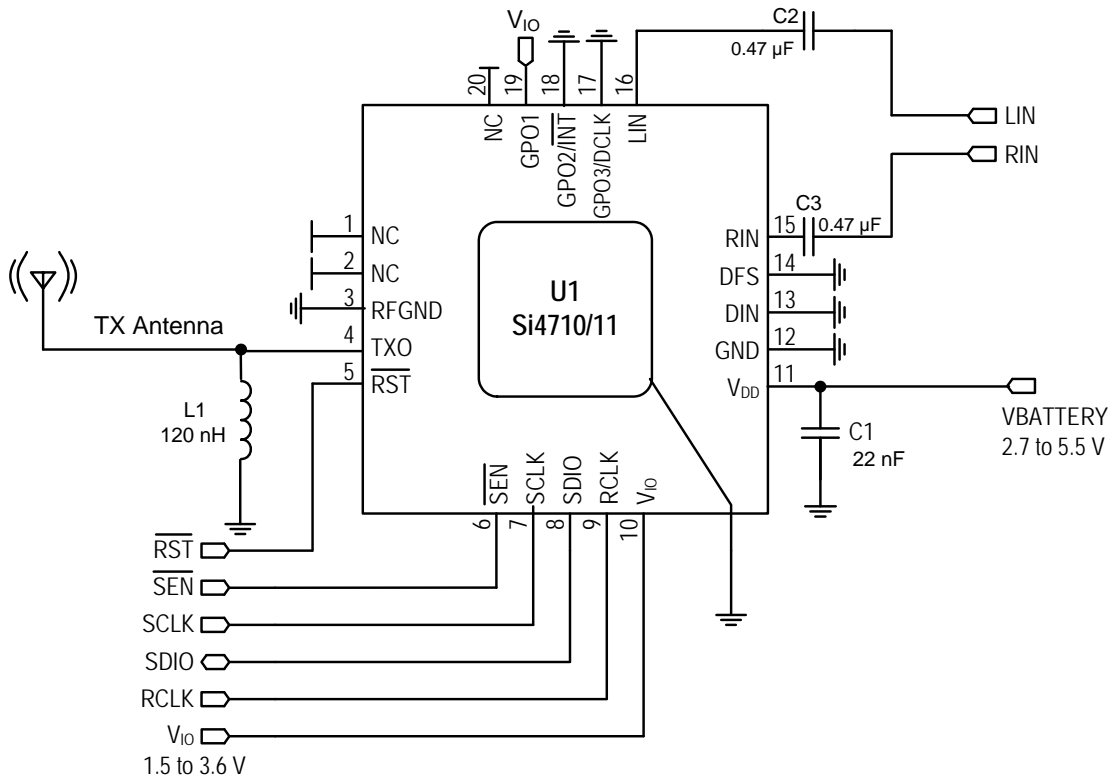 C2
0.47 µF
VIO
20
19
18
17
16
NC
GPO1
GPO2/INT
GPO3/DCLK
LIN
LIN
RIN
C3
0.47 µF
1
NC
2
NC
3
RFGND
4
TXO
5
RST
TX Antenna
U1
Si4710/11
RIN
15
DFS
14
DIN
13
GND
12
VDD
11
L1
120 nH
C1
22 nF
VBATTERY
2.7 to 5.5 V
SEN
SCLK
SDIO
RCLK
VIO
6
7
8
9
10
RST
SEN
SCLK
SDIO
RCLK
VIO
1.5 to 3.6 V